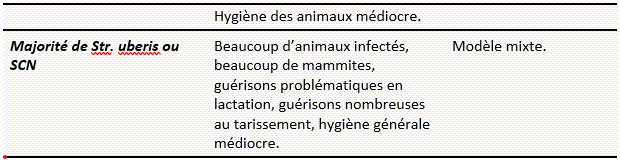 Hygiène des animaux médiocre.
Majorité de Str. uberis ou
SCN
Beaucoup d’animaux infectés,
beaucoup de mammites,
guérisons problématiques en
lactation, guérisons nombreuses
au tarissement, hygiène générale
médiocre.
Modèle mixte.